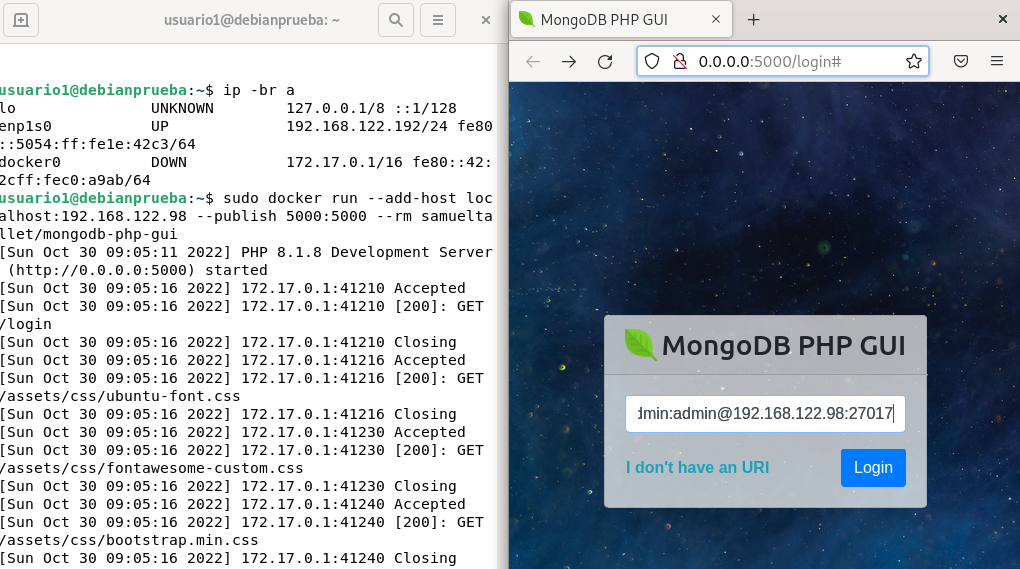 usuario1@debianprueba: ~
usuario1@debianprueba:~$ ip -br a
lo               UNKNOWN        127.0.0.1/8 ::1/128
enp1s0           UP             192.168.122.192/24 fe80
::5054:ff:fe1e:42c3/64
docker0          DOWN           172.17.0.1/16 fe80::42:
2cff:fec0:a9ab/64
usuario1@debianprueba:~$ sudo docker run --add-host loc
alhost:192.168.122.98 --publish 5000:5000 --rm samuelta
llet/mongodb-php-gui
[Sun Oct 30 09:05:11 2022] PHP 8.1.8 Development Server
 (http://0.0.0.0:5000) started
[Sun Oct 30 09:05:16 2022] 172.17.0.1:41210 Accepted
[Sun Oct 30 09:05:16 2022] 172.17.0.1:41210 [200]: GET
/login
[Sun Oct 30 09:05:16 2022] 172.17.0.1:41210 Closing
[Sun Oct 30 09:05:16 2022] 172.17.0.1:41216 Accepted
[Sun Oct 30 09:05:16 2022] 172.17.0.1:41216 [200]: GET
/assets/css/ubuntu-font.css
[Sun Oct 30 09:05:16 2022] 172.17.0.1:41216 Closing
[Sun Oct 30 09:05:16 2022] 172.17.0.1:41230 Accepted
[Sun Oct 30 09:05:16 2022] 172.17.0.1:41230 [200]: GET
/assets/css/fontawesome-custom.css
[Sun Oct 30 09:05:16 2022] 172.17.0.1:41230 Closing
[Sun Oct 30 09:05:16 2022] 172.17.0.1:41240 Accepted
[Sun Oct 30 09:05:16 2022] 172.17.0.1:41240 [200]: GET
/assets/css/bootstrap.min.css
[Sun Oct 30 09:05:16 2022] 172.17.0.1:41240 Closing
MongoDB PHP GUI
0.0.0.0:5000/login#
MongoDB PHP GUI
dmin:admin@192.168.122.98:27017
I don't have an URI
Login